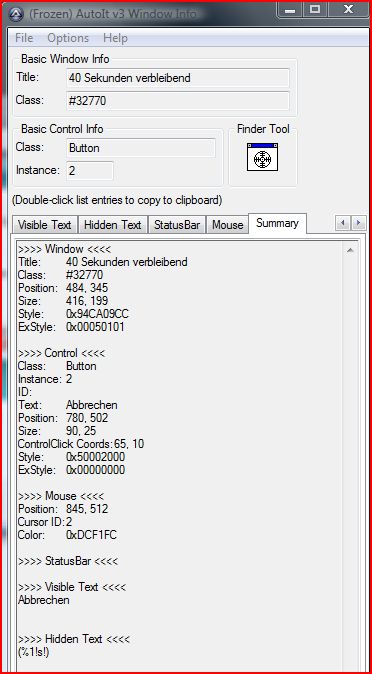 (Frozen) AutoIt v3 Window Info
File Options Help
Basic Window Info
Title: 40 Sekunden verbleibend
Class: #32770
Basic Control Info
Class: Button
Instance: 2
Finder Tool
(Double-click list entries to copy to clipboard)
Visible Text Hidden Text StatusBar Mouse Summary
>>>> Window <<<<
Title: 40 Sekunden verbleibend
Class: #32770
Position: 484, 345
Size: 416, 199
Style: 0x94CA09CC
ExStyle: 0x00050101
>>>> Control <<<<
Class: Button
Instance: 2
ID:
Text: Abbrechen
Position: 780, 502
Size: 90, 25
ControlClick Coords: 65, 10
Style: 0x50002000
ExStyle: 0x00000000
>>>> Mouse <<<<
Position: 845, 512
Cursor ID: 2
Color: 0xDCF1FC
>>>> StatusBar <<<<
>>>> Visible Text <<<<
Abbrechen
>>>> Hidden Text <<<<
(%1!s!)